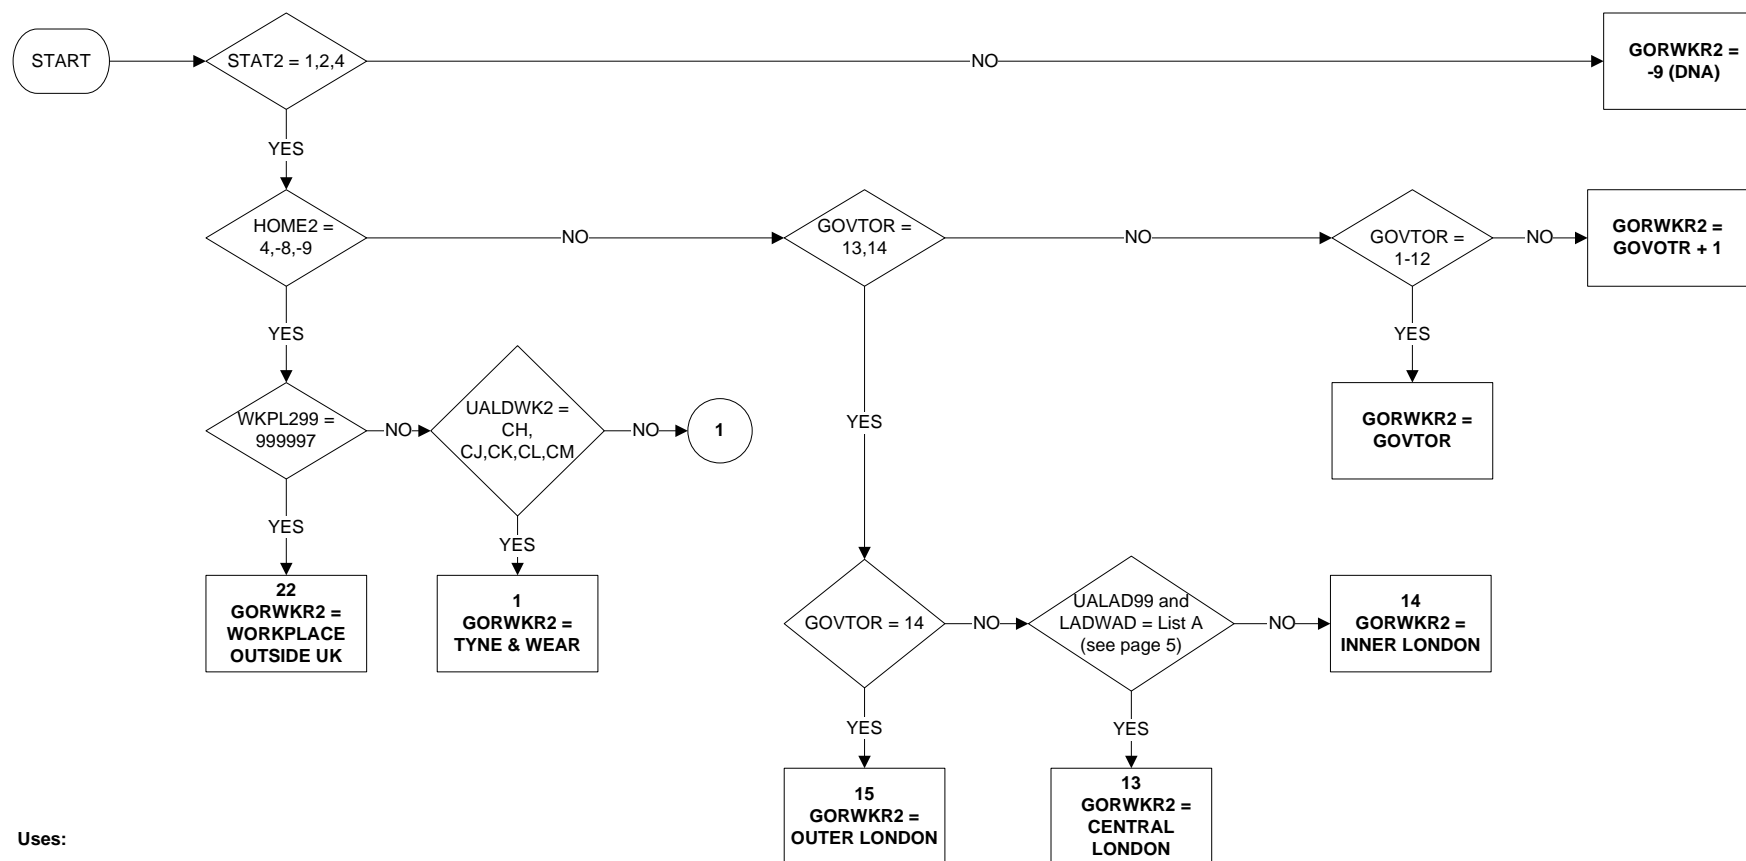 START
STAT2 = 1,2,4
NO
GORWKR2 =
-9 (DNA)
YES
HOME2 =
4,-8,-9
NO
GOVTOR =
13,14
NO
GOVTOR =
1-12
NO
GORWKR2 =
GOVOTR + 1
YES
YES
YES
WKPL299 =
999997
NO
UALDWK2 =
CH,
CJ,CK,CL,CM
NO
1
GORWKR2 =
GOVTOR
YES
YES
22
GORWKR2 =
WORKPLACE
OUTSIDE UK
1
GORWKR2 =
TYNE & WEAR
GOVTOR = 14
NO
UALAD99 and
LADWAD = List A
(see page 5)
NO
14
GORWKR2 =
INNER LONDON
YES
YES
15
GORWKR2 =
OUTER LONDON
13
GORWKR2 =
CENTRAL
LONDON
Uses: